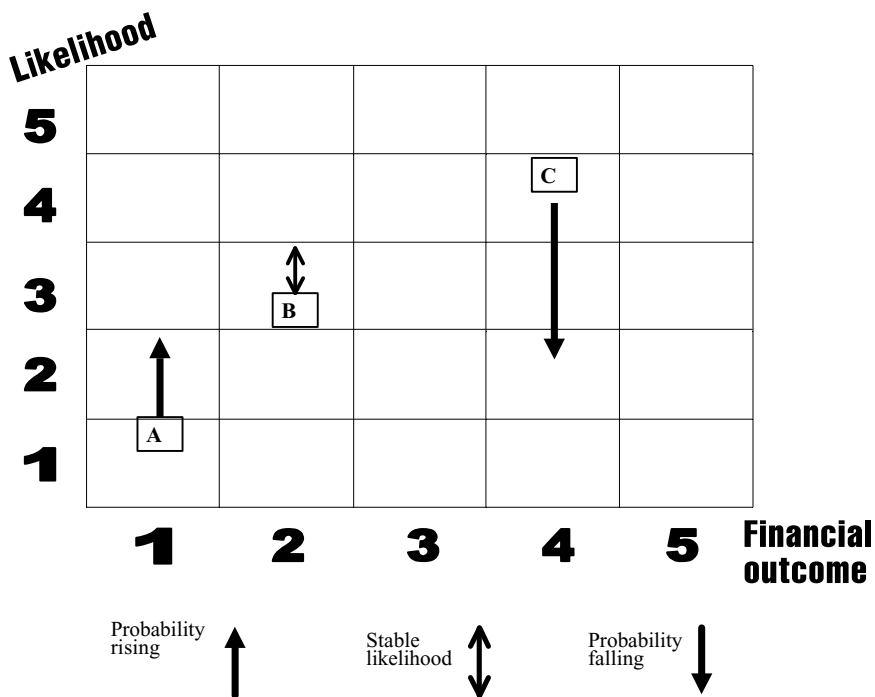 Likelihood
5
4
C
3
B
2
A
1
1 2 3 4 5
Financial
outcome
Probability
rising
Stable
likelihood
Probability
falling